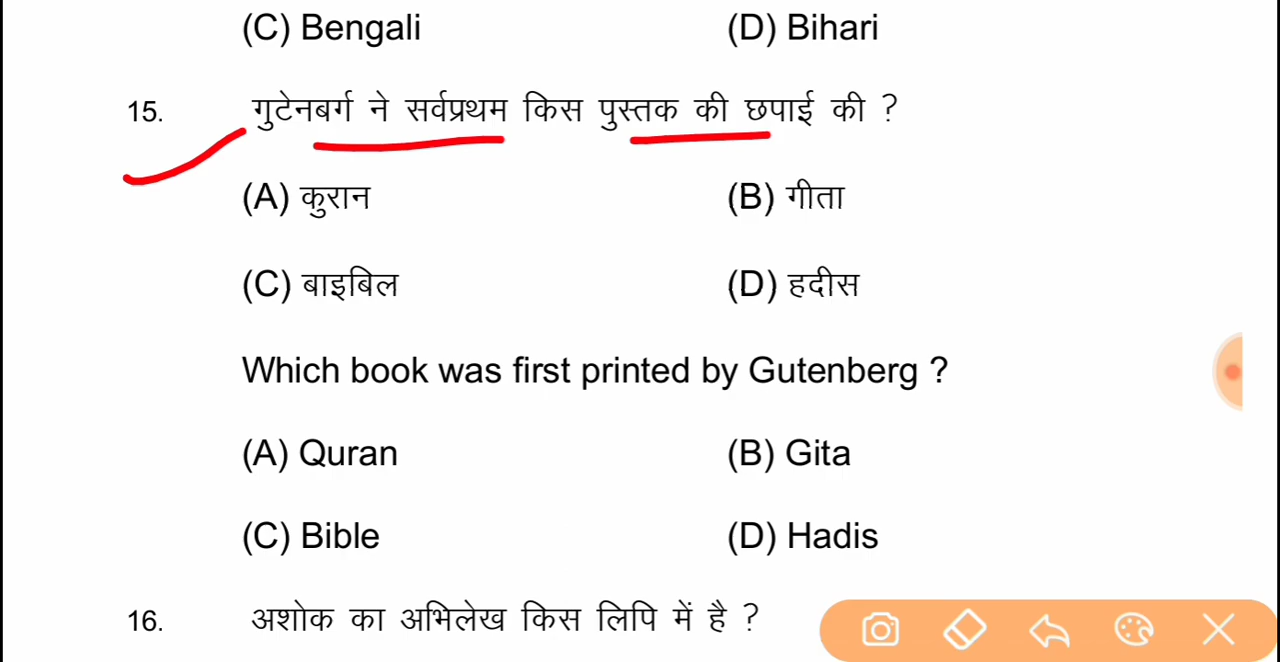 (C) Bengali (D) Bihari
15. गुटेनबर्ग ने सर्वप्रथम किस पुस्तक की छपाई की ?
(A) कुरान (B) गीता
(C) बाइबिल (D) हदीस
Which book was first printed by Gutenberg ?
(A) Quran (B) Gita
(C) Bible (D) Hadis
16. अशोक का अभिलेख किस लिपि में है ?